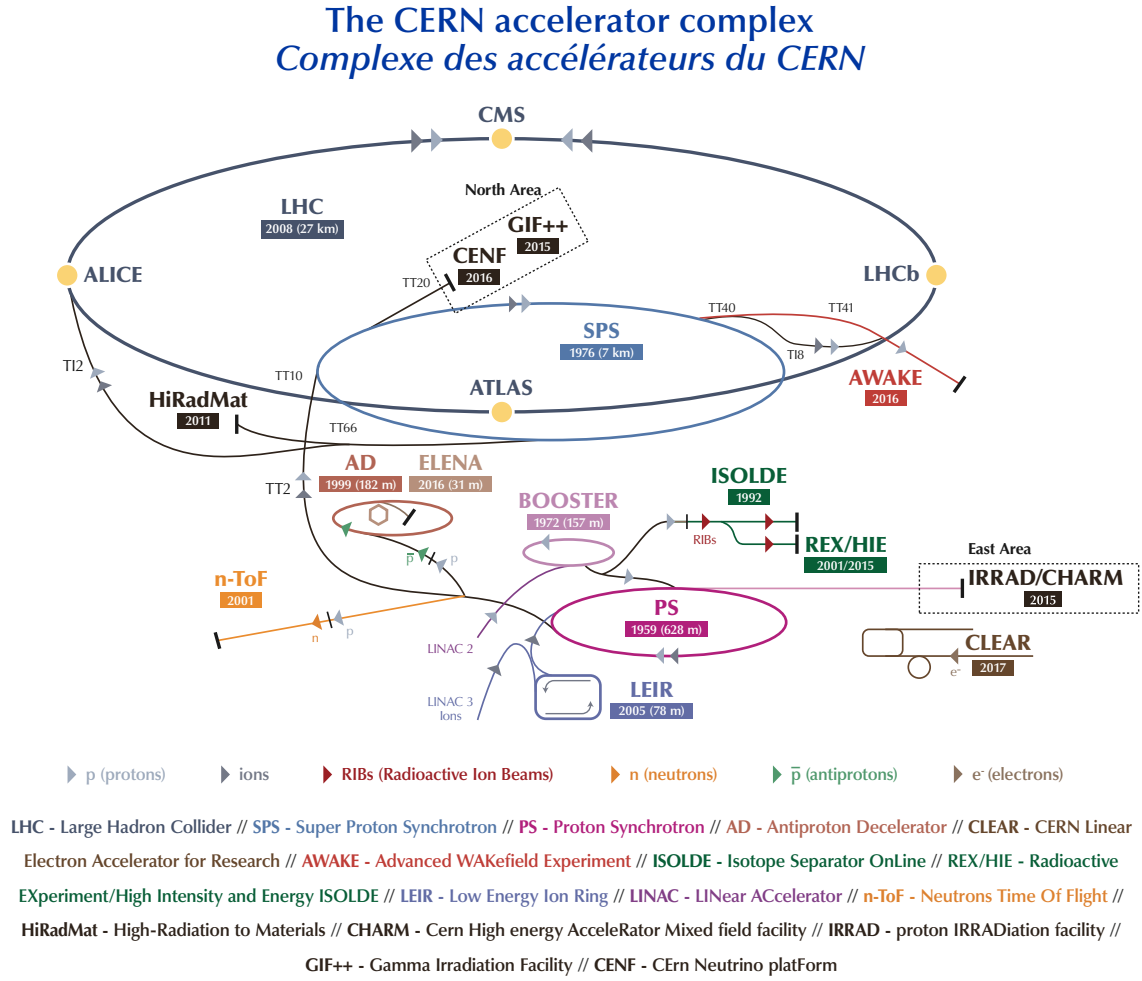 The CERN accelerator complex
Complexe des accélérateurs du CERN
CMS
North Area
LHC
2008 (27 km)
GIF++
2015
CENF
2016
ALICE
LHCb
TT20
TT40
TT41
SPS
1976 (7 km)
TI8
TI2
TT10
AWAKE
2016
ATLAS
HiRadMat
2011
TT66
AD
1999 (182 m)
ELENA
2016 (31 m)
TT2
ISOLDE
1992
BOOSTER
1972 (157 m)
RIBs
REX/HIE
2001/2015
East Area
p̅
p
IRRAD/CHARM
2015
n-ToF
2001
PS
1959 (628 m)
n
p
LINAC 2
CLEAR
2017
e-
LEIR
2005 (78 m)
LINAC 3
Ions
p (protons)
ions
RIBs (Radioactive Ion Beams)
n (neutrons)
p̅ (antiprotons)
e- (electrons)
LHC - Large Hadron Collider // SPS - Super Proton Synchrotron // PS - Proton Synchrotron // AD - Antiproton Decelerator // CLEAR - CERN Linear
Electron Accelerator for Research // AWAKE - Advanced WAKefield Experiment // ISOLDE - Isotope Separator OnLine // REX/HIE - Radioactive
EXperiment/High Intensity and Energy ISOLDE // LEIR - Low Energy Ion Ring // LINAC - LINear ACcelerator // n-ToF - Neutrons Time Of Flight //
HiRadMat - High-Radiation to Materials // CHARM - Cern High energy AcceleRator Mixed field facility // IRRAD - proton IRRADiation facility //
GIF++ - Gamma Irradiation Facility // CENF - CErn Neutrino platForm